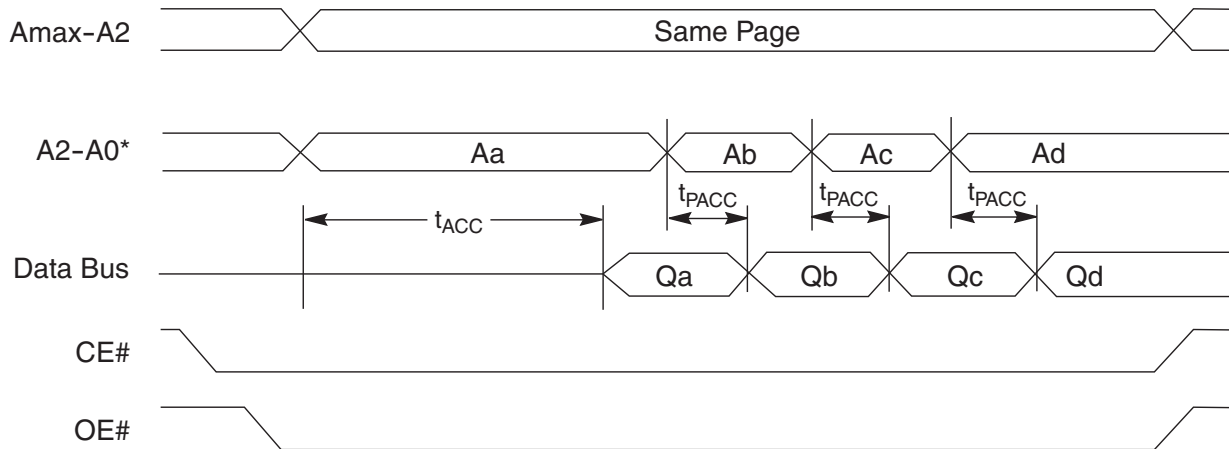 Amax-A2
Same Page
A2-A0*
Aa
Ab
Ac
Ad
tACC
tPACC
tPACC
tPACC
Data Bus
Qa
Qb
Qc
Qd
CE#
OE#